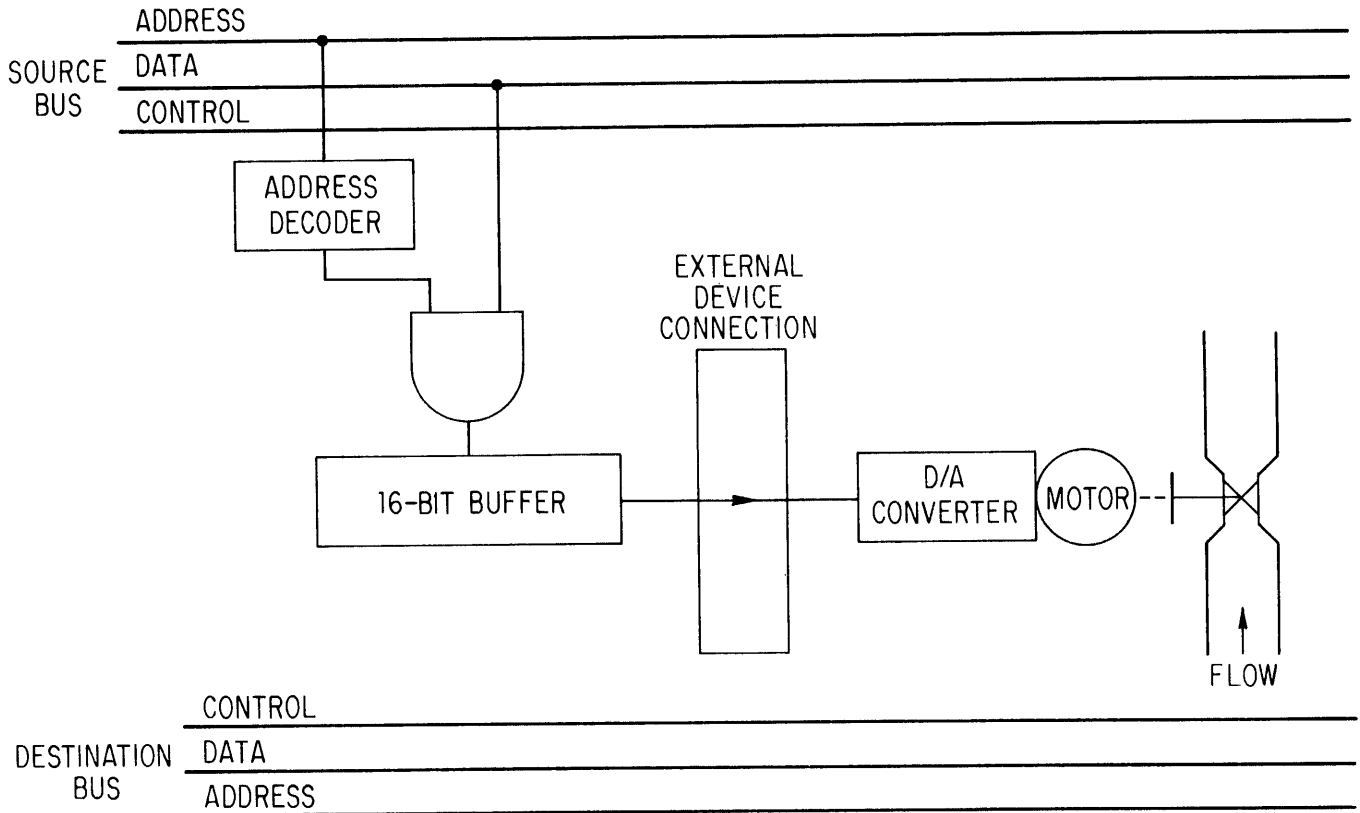 ADDRESS
SOURCE
BUS
DATA
CONTROL
ADDRESS
DECODER
EXTERNAL
DEVICE
CONNECTION
16-BIT BUFFER
D/A
CONVERTER
MOTOR
FLOW
CONTROL
DESTINATION
BUS
DATA
ADDRESS